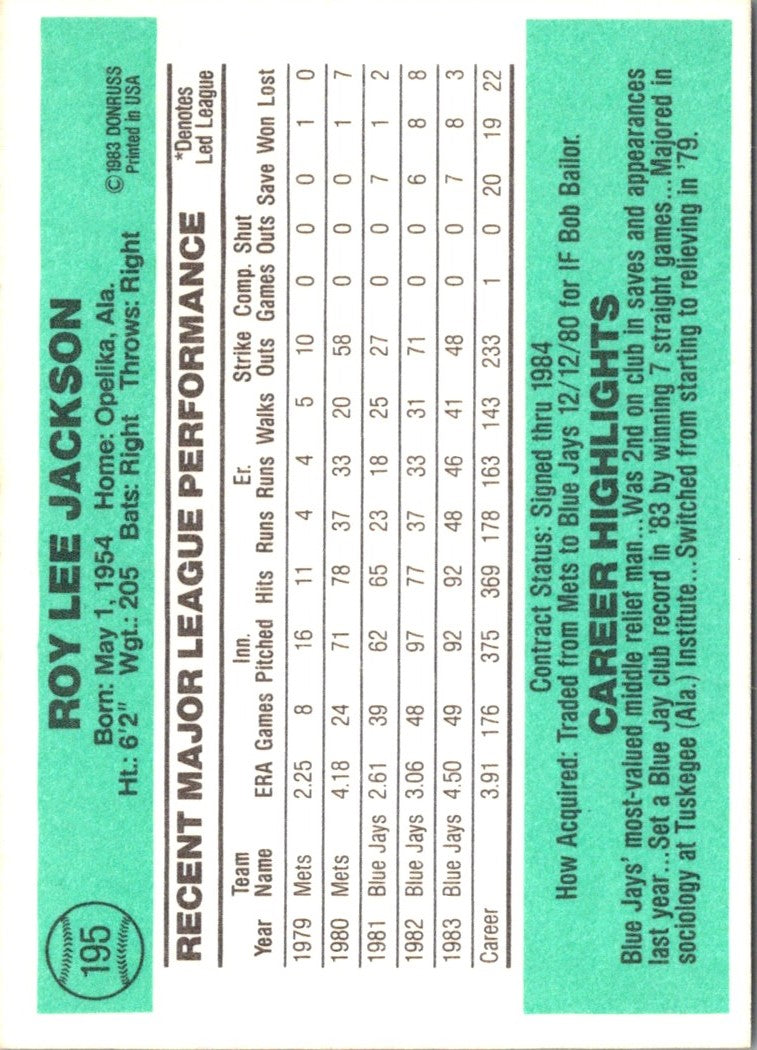 195
ROY LEE JACKSON
Born: May 1, 1954 Home: Opelika, Ala.
Ht.: 6'2" Wgt.: 205 Bats: Right Throws: Right
©1983 DONRUSS
Printed in USA
RECENT MAJOR LEAGUE PERFORMANCE
*Denotes
Led League
Team Inn. Er. Strike Comp. Shut
Year Name ERA Games Pitched Hits Runs Runs Walks Outs Games Outs Save Won Lost
1979 Mets 2.25 8 16 11 4 4 5 10 0 0 0 1 0
1980 Mets 4.18 24 71 78 37 33 20 58 0 0 0 1 7
1981 Blue Jays 2.61 39 62 65 23 18 25 27 0 0 7 1 2
1982 Blue Jays 3.06 48 97 77 37 33 31 71 0 0 6 8 8
1983 Blue Jays 4.50 49 92 92 48 46 41 48 0 0 7 8 3
Career 3.91 176 375 369 178 163 143 233 1 0 20 19 22
Contract Status: Signed thru 1984
How Acquired: Traded from Mets to Blue Jays 12/12/80 for IF Bob Bailor.
CAREER HIGHLIGHTS
Blue Jays' most-valued middle relief man...Was 2nd on club in saves and appearances
last year...Set a Blue Jay club record in '83 by winning 7 straight games...Majored in
sociology at Tuskegee (Ala.) Institute...Switched from starting to relieving in '79.